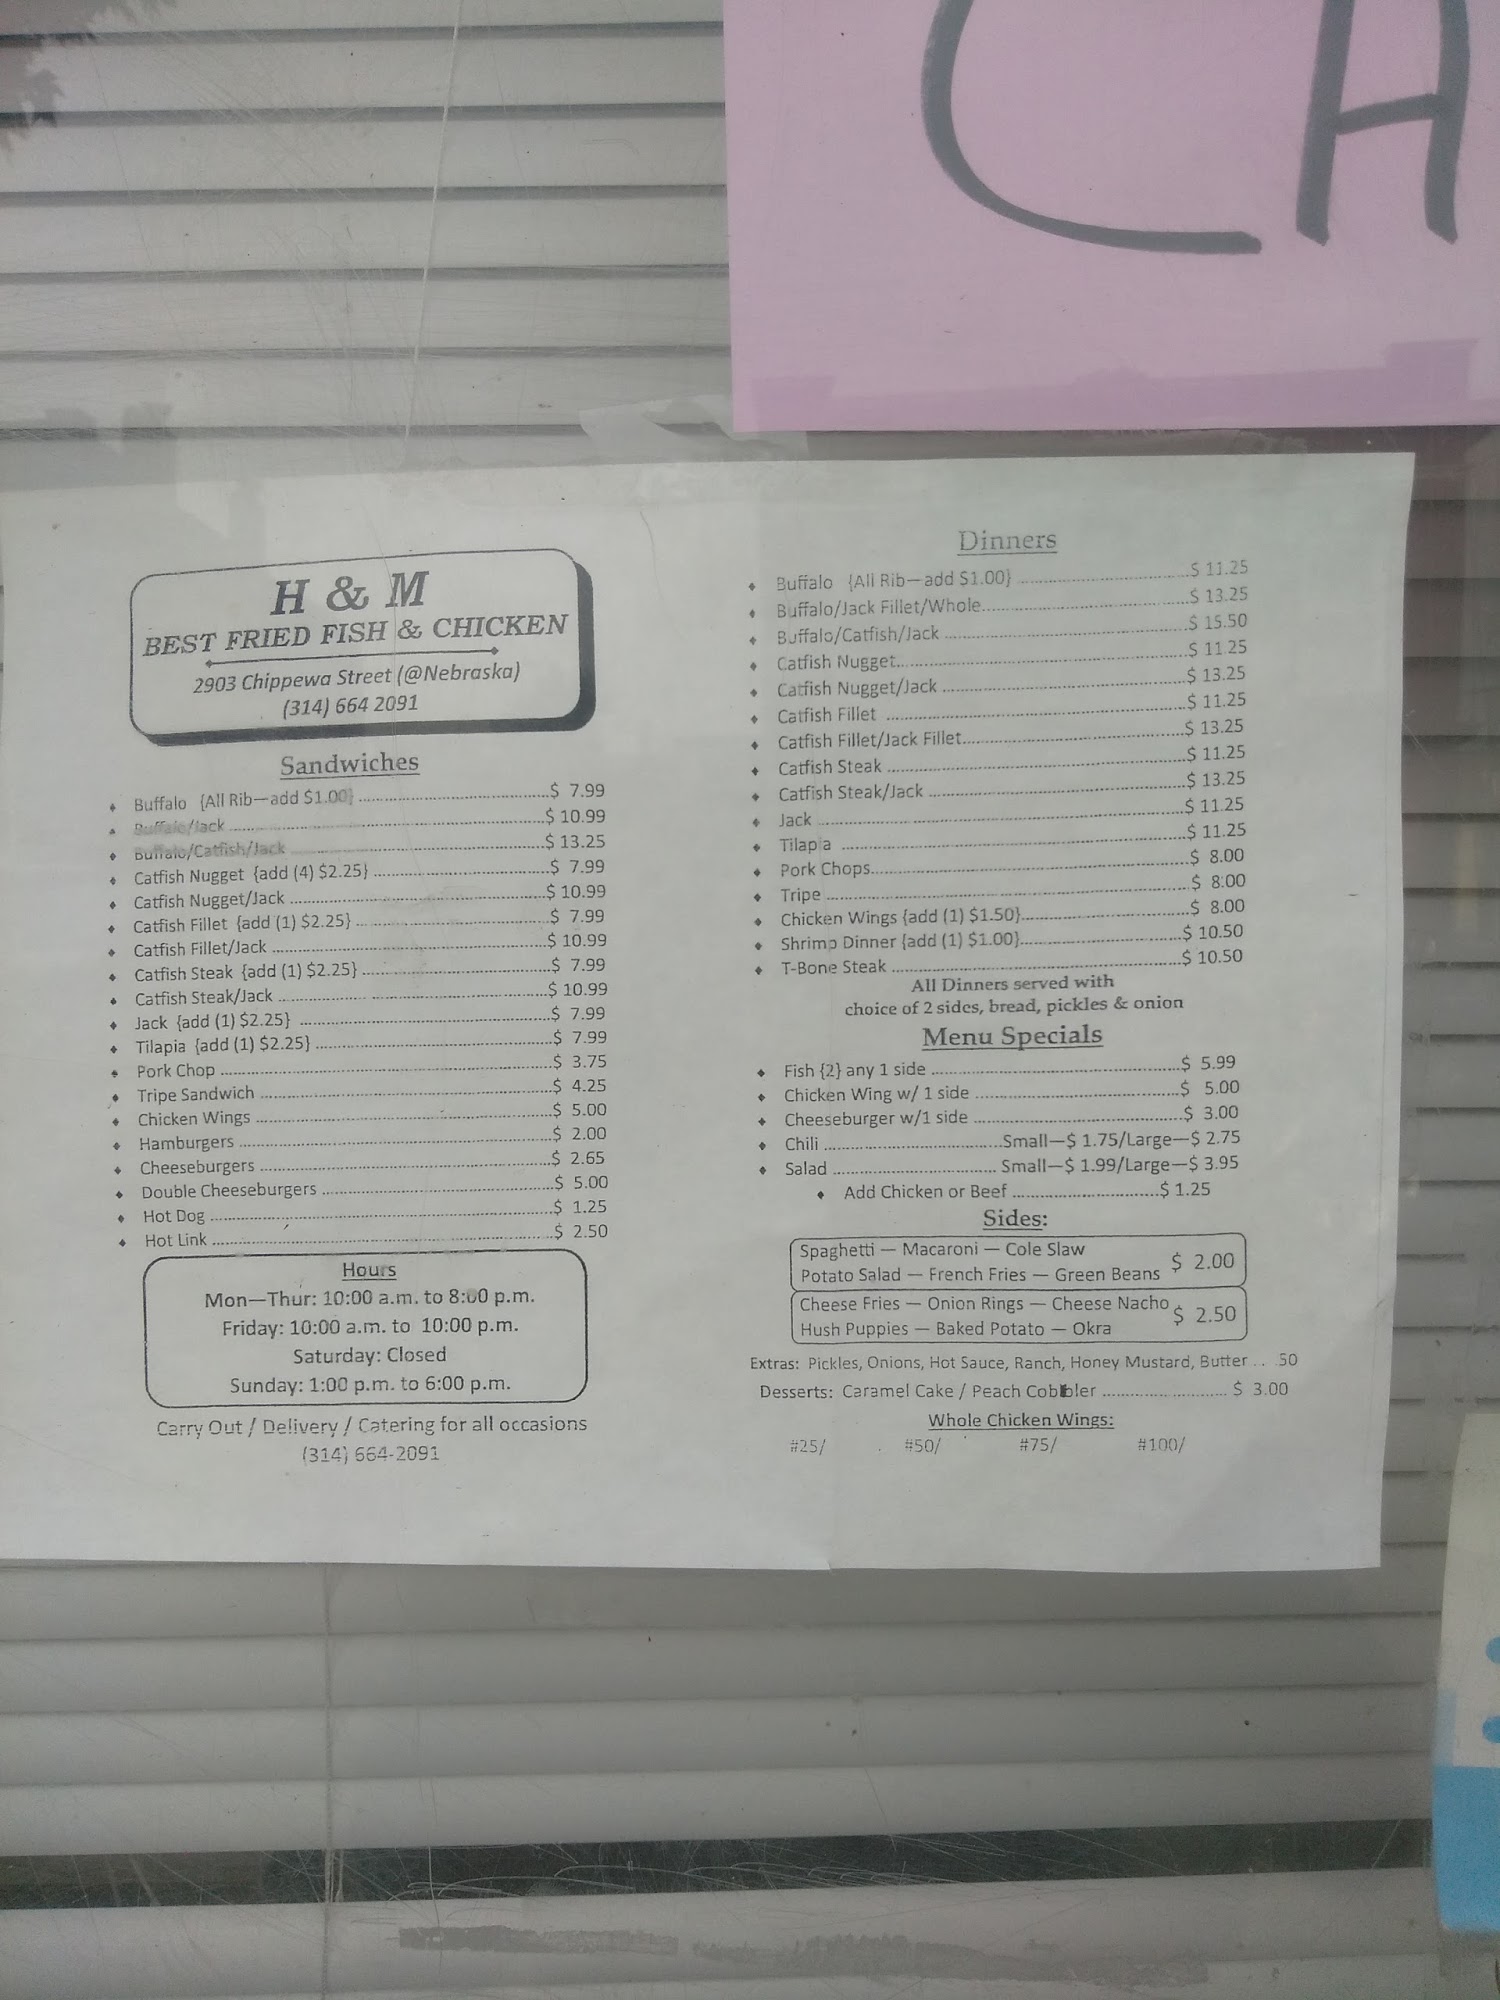 CH
H & M
BEST FRIED FISH & CHICKEN
2903 Chippewa Street (@Nebraska)
(314) 664 2091
Sandwiches
Buffalo {All Rib—add $1.00} $ 7.99
Buffalo/Jack $ 10.99
Buffalo/Catfish/Jack $ 13.25
Catfish Nugget {add (4) $2.25} $ 7.99
Catfish Nugget/Jack $ 10.99
Catfish Fillet {add (1) $2.25} $ 7.99
Catfish Fillet/Jack $ 10.99
Catfish Steak {add (1) $2.25} $ 7.99
Catfish Steak/Jack $ 10.99
Jack {add (1) $2.25} $ 7.99
Tilapia {add (1) $2.25} $ 7.99
Pork Chop $ 3.75
Tripe Sandwich $ 4.25
Chicken Wings $ 5.00
Hamburgers $ 2.00
Cheeseburgers $ 2.65
Double Cheeseburgers $ 5.00
Hot Dog $ 1.25
Hot Link $ 2.50
Hours
Mon—Thur: 10:00 a.m. to 8:00 p.m.
Friday: 10:00 a.m. to 10:00 p.m.
Saturday: Closed
Sunday: 1:00 p.m. to 6:00 p.m.
Carry Out / Delivery / Catering for all occasions
(314) 664-2091
Dinners
Buffalo {All Rib—add $1.00} $ 11.25
Buffalo/Jack Fillet/Whole $ 13.25
Buffalo/Catfish/Jack $ 15.50
Catfish Nugget $ 11.25
Catfish Nugget/Jack $ 13.25
Catfish Fillet $ 11.25
Catfish Fillet/Jack Fillet $ 13.25
Catfish Steak $ 11.25
Catfish Steak/Jack $ 13.25
Jack $ 11.25
Tilapia $ 11.25
Pork Chops $ 8.00
Tripe $ 8:00
Chicken Wings {add (1) $1.50} $ 8.00
Shrimp Dinner {add (1) $1.00} $ 10.50
T-Bone Steak $ 10.50
All Dinners served with
choice of 2 sides, bread, pickles & onion
Menu Specials
Fish {2} any 1 side $ 5.99
Chicken Wing w/ 1 side $ 5.00
Cheeseburger w/1 side $ 3.00
Chili Small—$ 1.75/Large—$ 2.75
Salad Small—$ 1.99/Large—$ 3.95
Add Chicken or Beef $ 1.25
Sides:
Spaghetti — Macaroni — Cole Slaw
Potato Salad — French Fries — Green Beans $ 2.00
Cheese Fries — Onion Rings — Cheese Nacho
Hush Puppies — Baked Potato — Okra $ 2.50
Extras: Pickles, Onions, Hot Sauce, Ranch, Honey Mustard, Butter .. .50
Desserts: Caramel Cake / Peach Cobbler $ 3.00
Whole Chicken Wings:
#25/ #50/ #75/ #100/